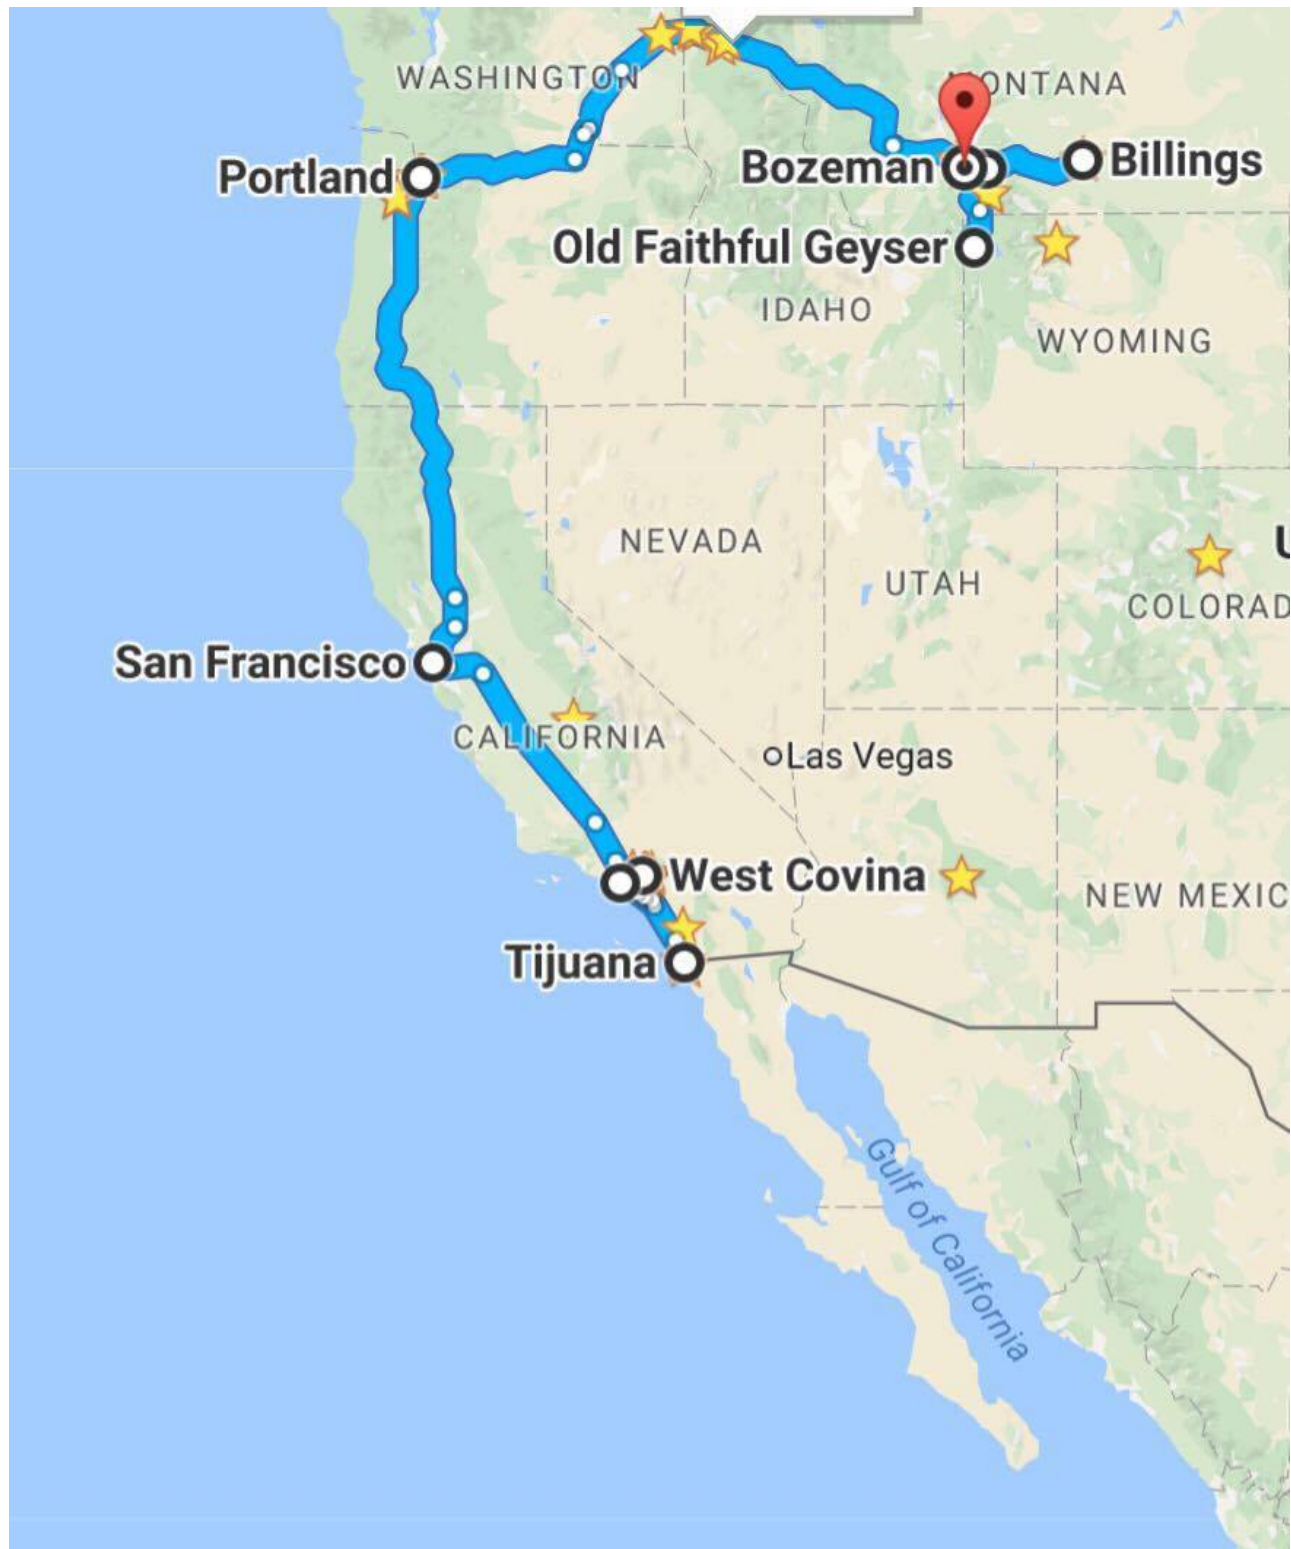 WASHINGTON
MONTANA
Portland
Bozeman
Billings
Old Faithful Geyser
IDAHO
WYOMING
NEVADA
UTAH
U
COLORAD
San Francisco
CALIFORNIA
Las Vegas
West Covina
NEW MEXIC
Tijuana
Gulf of California